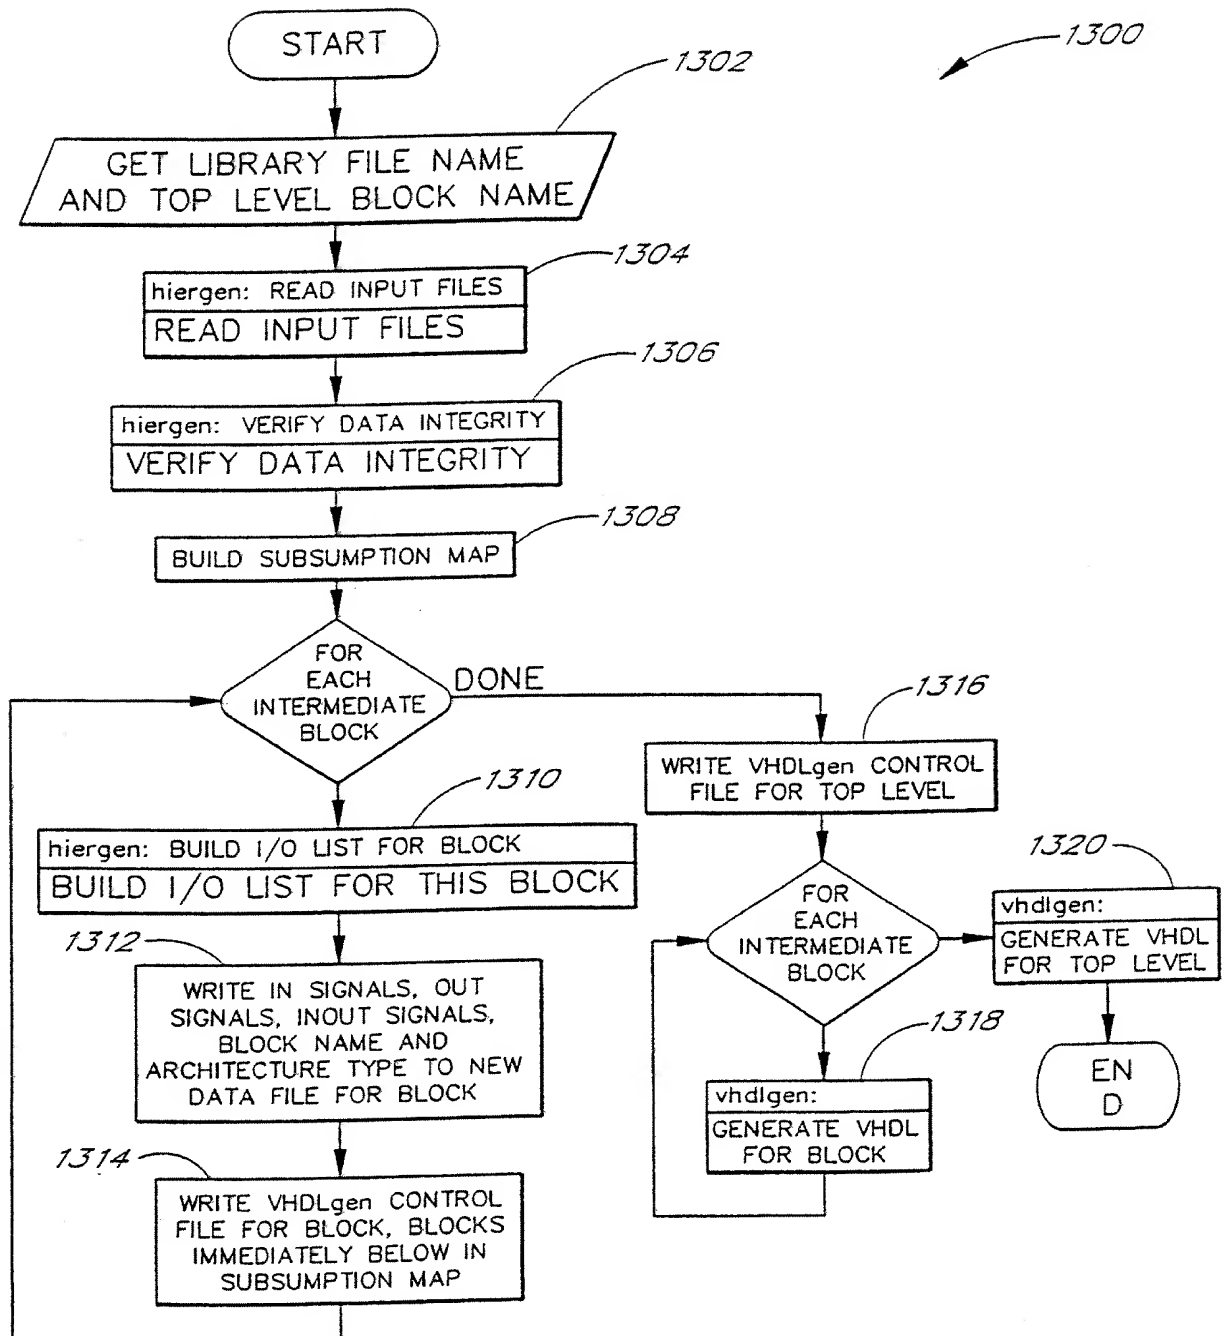 START
1300
1302
GET LIBRARY FILE NAME
AND TOP LEVEL BLOCK NAME
1304
hiergen: READ INPUT FILES
READ INPUT FILES
1306
hiergen: VERIFY DATA INTEGRITY
VERIFY DATA INTEGRITY
1308
BUILD SUBSUMPTION MAP
FOR
EACH
INTERMEDIATE
BLOCK
DONE
1310
hiergen: BUILD I/O LIST FOR BLOCK
BUILD I/O LIST FOR THIS BLOCK
1312
WRITE IN SIGNALS, OUT
SIGNALS, INOUT SIGNALS,
BLOCK NAME AND
ARCHITECTURE TYPE TO NEW
DATA FILE FOR BLOCK
1314
WRITE VHDLgen CONTROL
FILE FOR BLOCK, BLOCKS
IMMEDIATELY BELOW IN
SUBSUMPTION MAP
1316
WRITE VHDLgen CONTROL
FILE FOR TOP LEVEL
FOR
EACH
INTERMEDIATE
BLOCK
1318
vhdlgen:
GENERATE VHDL
FOR BLOCK
1320
vhdlgen:
GENERATE VHDL
FOR TOP LEVEL
EN
D